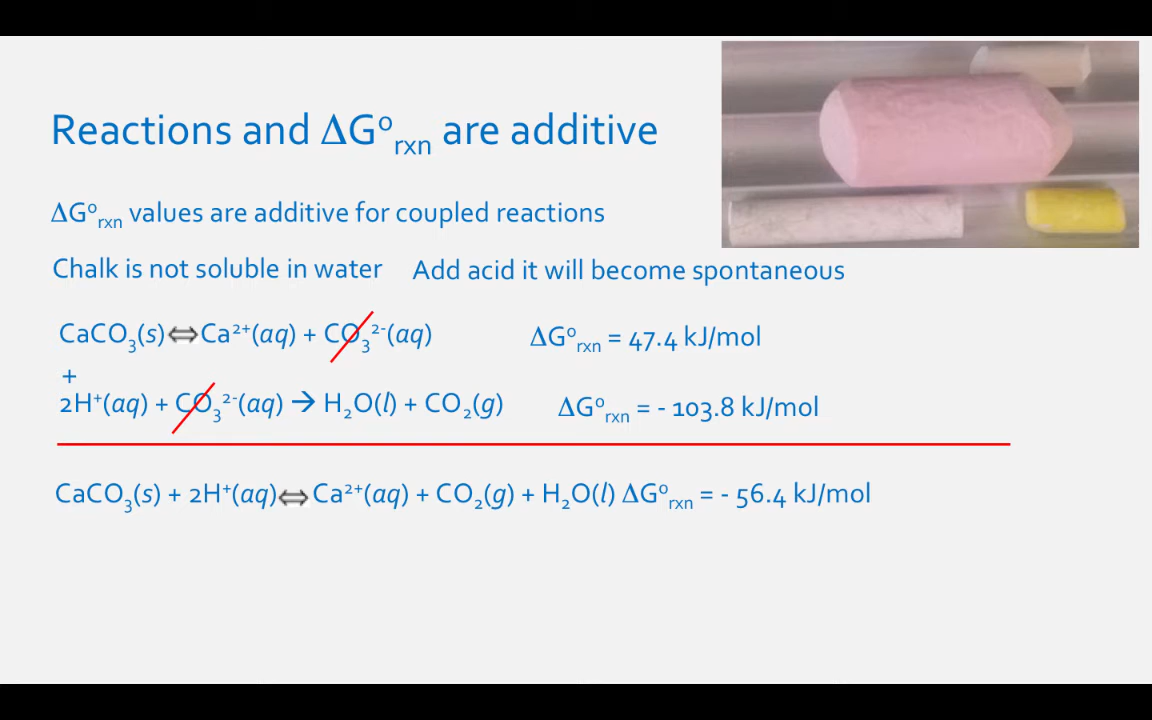 Reactions and ΔG°rxn are additive
ΔG°rxn values are additive for coupled reactions
Chalk is not soluble in water Add acid it will become spontaneous
CaCO₃(s)⇔Ca²⁺(aq) + CO₃²⁻(aq) ΔG°rxn = 47.4 kJ/mol
+
2H⁺(aq) + CO₃²⁻(aq) → H₂O(l) + CO₂(g) ΔG°rxn = - 103.8 kJ/mol
CaCO₃(s) + 2H⁺(aq)⇔Ca²⁺(aq) + CO₂(g) + H₂O(l) ΔG°rxn = - 56.4 kJ/mol